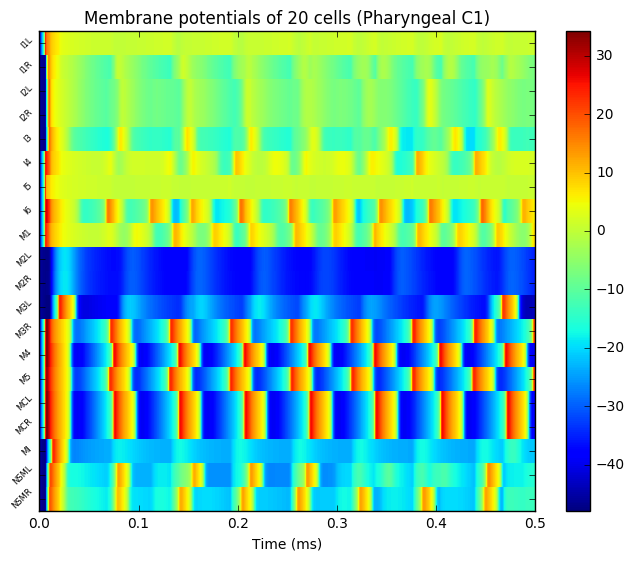 Membrane potentials of 20 cells (Pharyngeal C1)
I1L
I1R
I2L
I2R
I3
I4
I5
I6
M1
M2L
M2R
M3L
M3R
M4
M5
MCL
MCR
MI
NSML
NSMR
0.0 0.1 0.2 0.3 0.4 0.5
Time (ms)
30
20
10
0
−10
−20
−30
−40